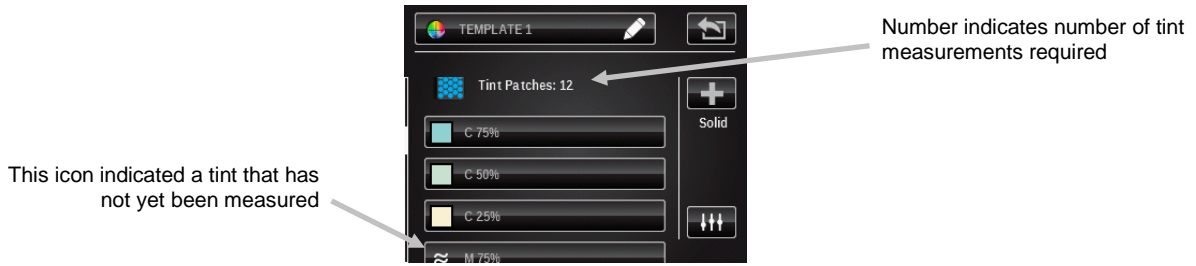 TEMPLATE 1
Number indicates number of tint
measurements required
Tint Patches: 12
Solid
C 75%
C 50%
This icon indicated a tint that has
not yet been measured
C 25%
≈ M 75%